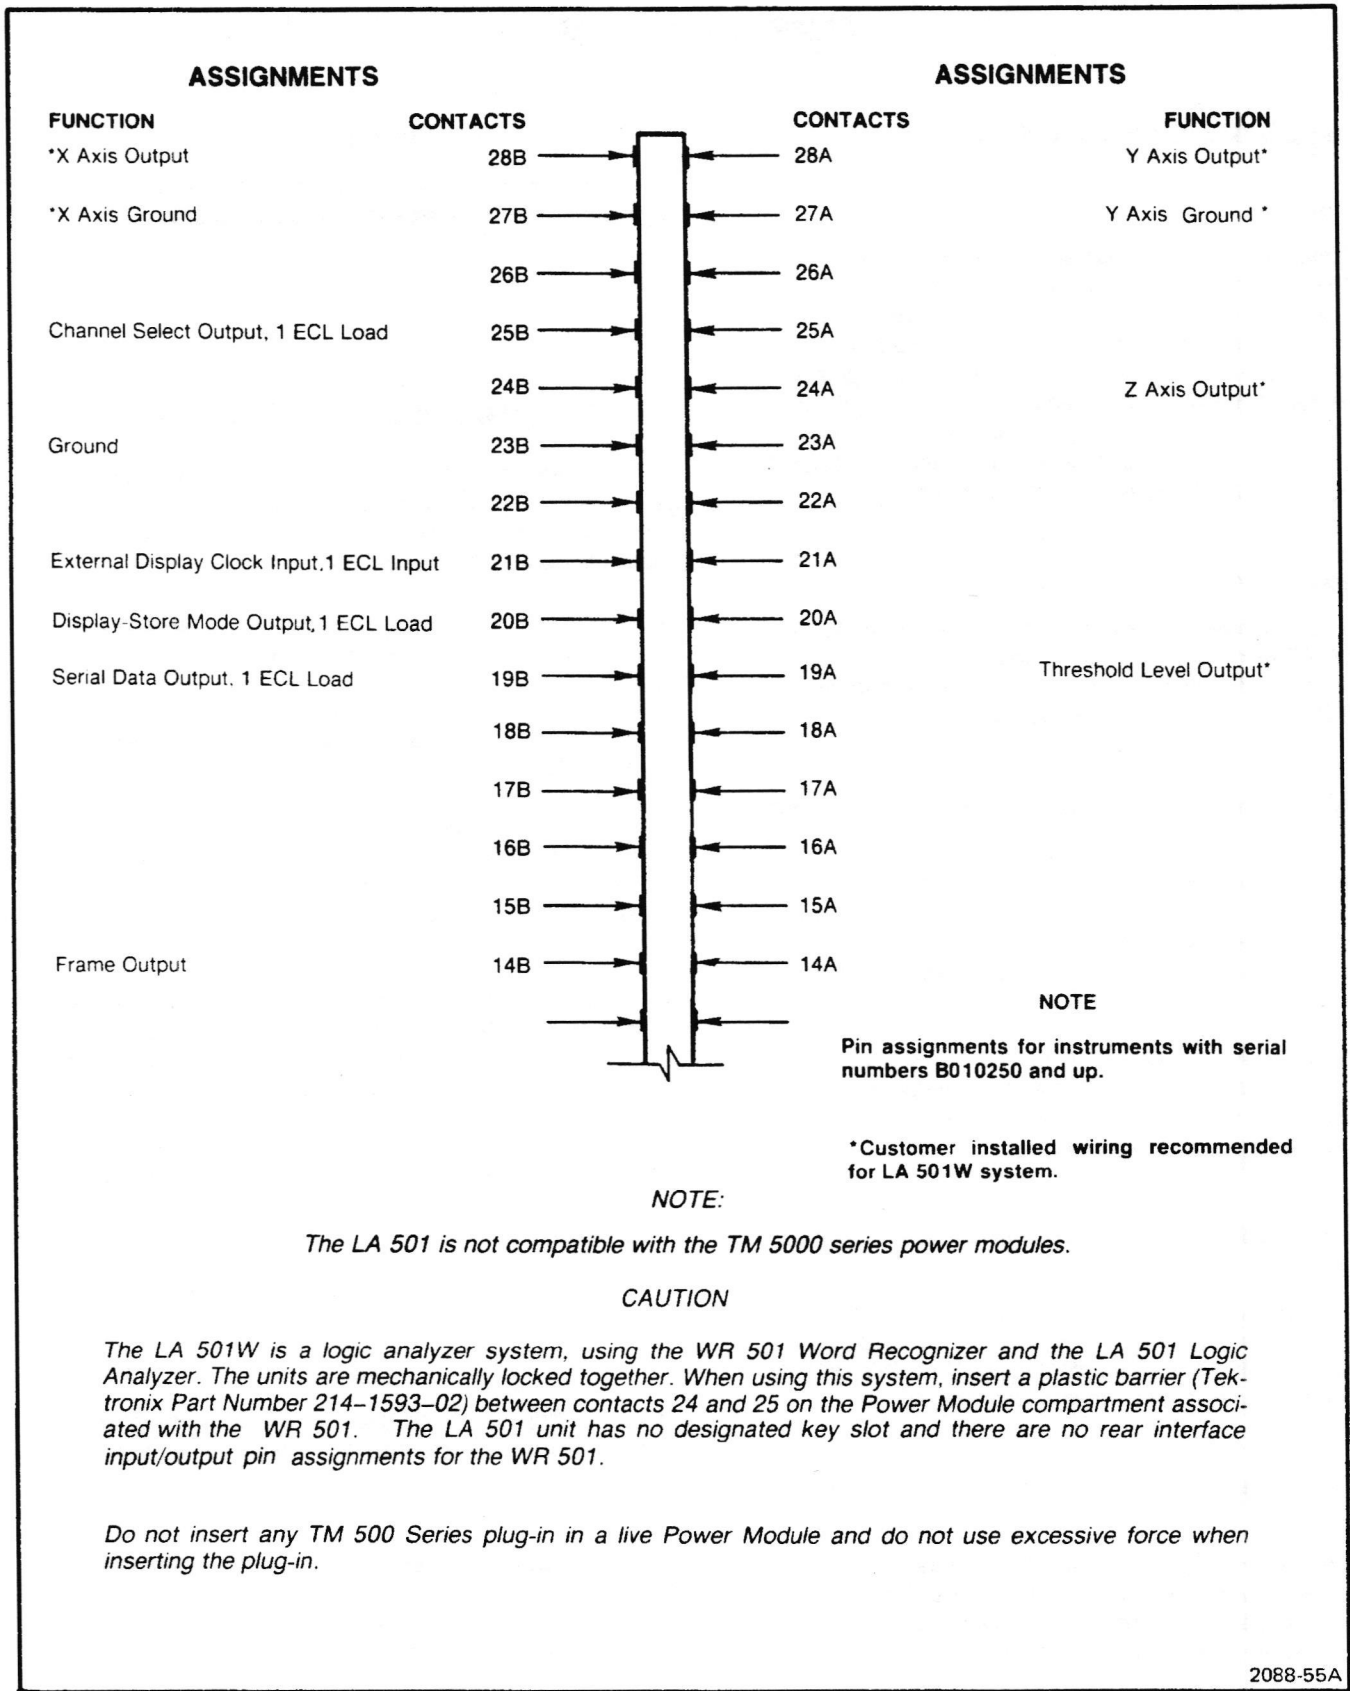 ASSIGNMENTS ASSIGNMENTS
FUNCTION CONTACTS CONTACTS FUNCTION
*X Axis Output 28B 28A Y Axis Output*
*X Axis Ground 27B 27A Y Axis Ground *
26B 26A
Channel Select Output, 1 ECL Load 25B 25A
24B 24A Z Axis Output*
Ground 23B 23A
22B 22A
External Display Clock Input,1 ECL Input 21B 21A
Display-Store Mode Output,1 ECL Load 20B 20A
Serial Data Output. 1 ECL Load 19B 19A Threshold Level Output*
18B 18A
17B 17A
16B 16A
15B 15A
Frame Output 14B 14A
NOTE
Pin assignments for instruments with serial
numbers B010250 and up.
*Customer installed wiring recommended
for LA 501W system.
NOTE:
The LA 501 is not compatible with the TM 5000 series power modules.
CAUTION
The LA 501W is a logic analyzer system, using the WR 501 Word Recognizer and the LA 501 Logic
Analyzer. The units are mechanically locked together. When using this system, insert a plastic barrier (Tek-
tronix Part Number 214–1593–02) between contacts 24 and 25 on the Power Module compartment associ-
ated with the WR 501. The LA 501 unit has no designated key slot and there are no rear interface
input/output pin assignments for the WR 501.
Do not insert any TM 500 Series plug-in in a live Power Module and do not use excessive force when
inserting the plug-in.
2088-55A